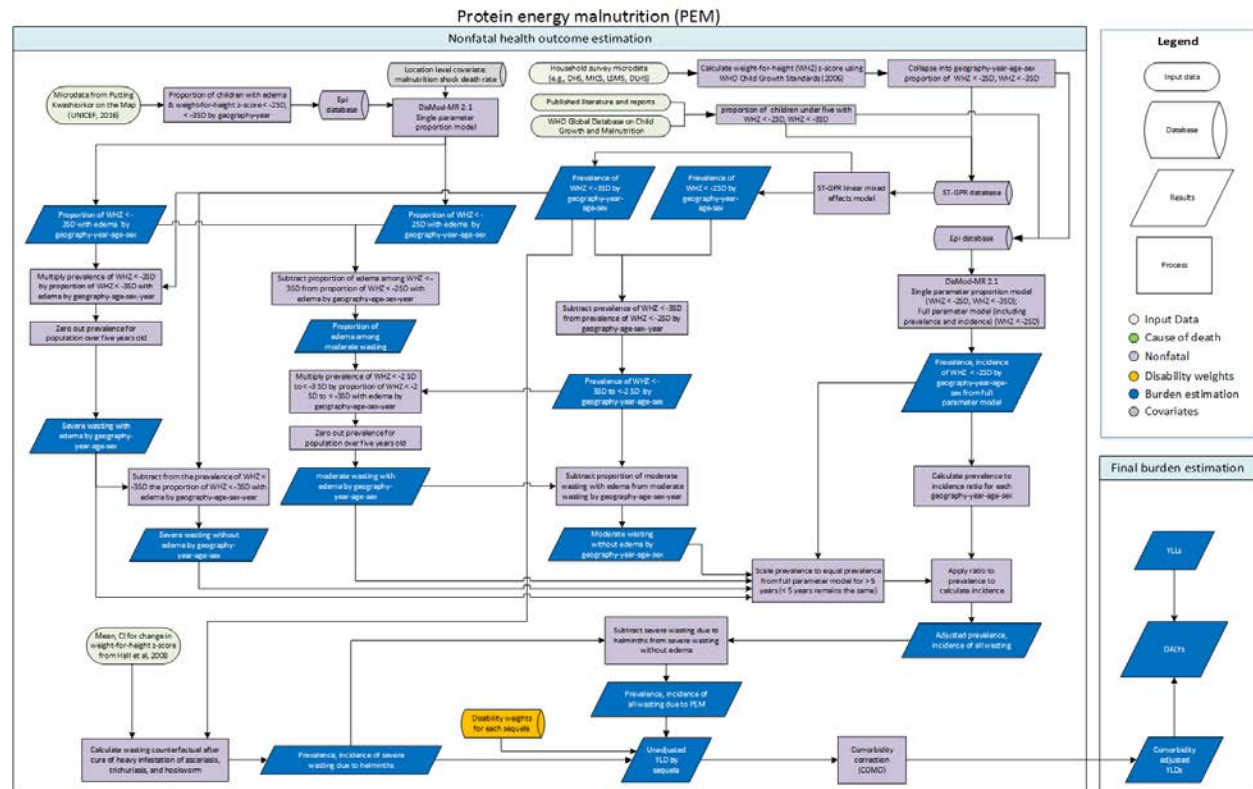 Protein energy malnutrition (PEM)
Nonfatal health outcome estimation
Microdata from Putting
Kwashiorkor on the Map
(UNICEF, 2016)
Proportion of children with edema
& weight-for-height z-score < -2SD,
< -3SD by geography-year
Epi
database
Location level covariate:
malnutrition shock death rate
DisMod-MR 2.1
Single parameter
proportion model
Household survey microdata
(e.g., DHS, MICS, LSMS, DLHS)
Calculate weight-for-height (WHZ) z-score using
WHO Child Growth Standards (2006)
Collapse into geography-year-age-sex
proportion of WHZ < -2SD, WHZ < -2SD
Published literature and reports
WHO Global Database on Child
Growth and Malnutrition
proportion of children under five with
WHZ < -2SD, WHZ < -3SD
Proportion of WHZ < -
3SD with edema by
geography-year-age-sex
Proportion of WHZ < -
2SD with edema by
geography-year-age-sex
Prevalence of
WHZ < -3SD by
geography-year-
age-sex
Prevalence of
WHZ < -2SD by
geography-year-
age-sex
ST-GPR linear mixed
effects model
ST-GPR database
Epi database
Multiply prevalence of WHZ < -3SD
by proportion of WHZ < -3SD with
edema by geography-age-sex-year
Subtract proportion of edema among WHZ < -
3SD from proportion of WHZ < -2SD with
edema by geography-age-sex-year
Subtract prevalence of WHZ < -3SD
from prevalence of WHZ < -2SD by
geography-age-sex-year
DisMod-MR 2.1
Single parameter proportion model
(WHZ < -2SD, WHZ < -3SD);
Full parameter model (including
prevalence and incidence) (WHZ < -2SD)
Zero out prevalence for
population over five years old
Proportion of
edema among
moderate wasting
Multiply prevalence of WHZ < -2 SD
to < -3 SD by proportion of WHZ < -2
SD to < -3SD with edema by
geography-age-sex-year
Prevalence of WHZ < -
3SD to < -2 SD by
geography-year-age-sex
Prevalence, incidence
of WHZ < -2SD by
geography-year-age-
sex from full
parameter model
Severe wasting with
edema by geography-
year-age-sex
Zero out prevalence for
population over five years old
Subtract from the prevalence of WHZ <
-3SD the proportion of WHZ < -3SD with
edema by geography-age-sex-year
moderate wasting with
edema by geography-
year-age-sex
Subtract proportion of moderate
wasting with edema from moderate
wasting by geography-age-sex-year
Calculate prevalence to
incidence ratio for each
geography-year-age-sex
Severe wasting without
edema by geography-
year-age-sex
Moderate wasting
without edema by
geography-year-age-sex
Scale prevalence to equal prevalence
from full parameter model for > 5
years (< 5 years remains the same)
Apply ratio to
prevalence to
calculate incidence
Mean, CI for change in
weight-for-height z-score
from Hall et al, 2008
Subtract severe wasting due to
helminths from severe wasting
without edema
Adjusted prevalence,
incidence of all wasting
Prevalence, incidence of
all wasting due to PEM
Disability weights
for each sequela
Calculate wasting counterfactual after
cure of heavy infestation of ascariasis,
trichuriasis, and hookworm
Prevalence, incidence of severe
wasting due to helminths
Unadjusted
YLD by
sequela
Comorbidity
correction
(COMO)
Legend
Input data
Database
Results
Process
Input Data
Cause of death
Nonfatal
Disability weights
Burden estimation
Covariates
Final burden estimation
YLLs
DALYs
Comorbidity
adjusted
YLDs